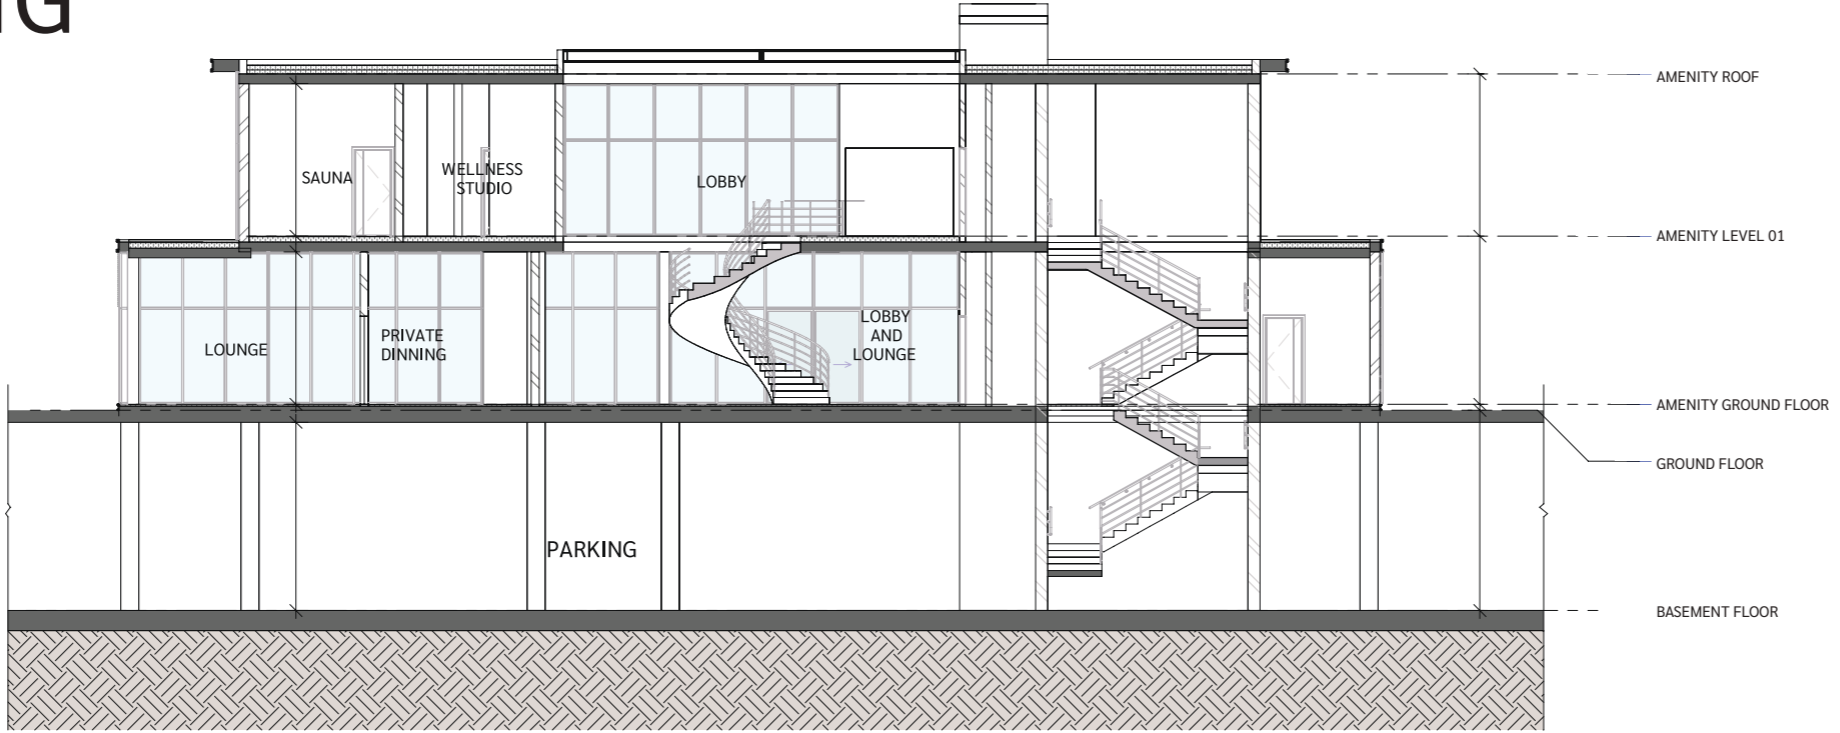 AMENITY ROOF
SAUNA
WELLNESS
STUDIO
LOBBY
AMENITY LEVEL 01
LOUNGE
PRIVATE
DINNING
LOBBY
AND
LOUNGE
AMENITY GROUND FLOOR
GROUND FLOOR
PARKING
BASEMENT FLOOR